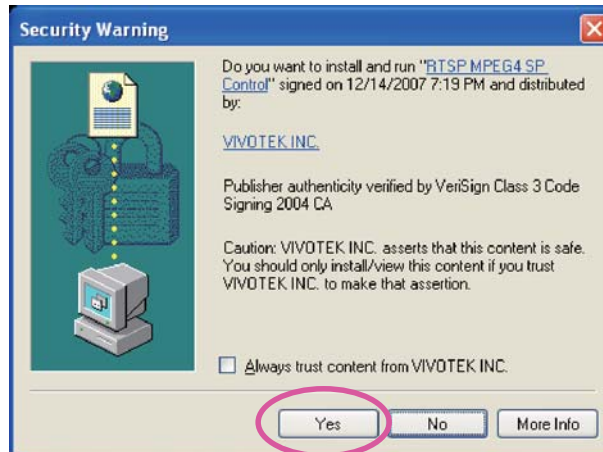 Security Warning
Do you want to install and run "RTSP MPEG4 SP
Control" signed on 12/14/2007 7:19 PM and distributed
by:
VIVOTEK INC.
Publisher authenticity verified by VeriSign Class 3 Code
Signing 2004 CA
Caution: VIVOTEK INC. asserts that this content is safe.
You should only install/view this content if you trust
VIVOTEK INC. to make that assertion.
Always trust content from VIVOTEK INC.
Yes No More Info